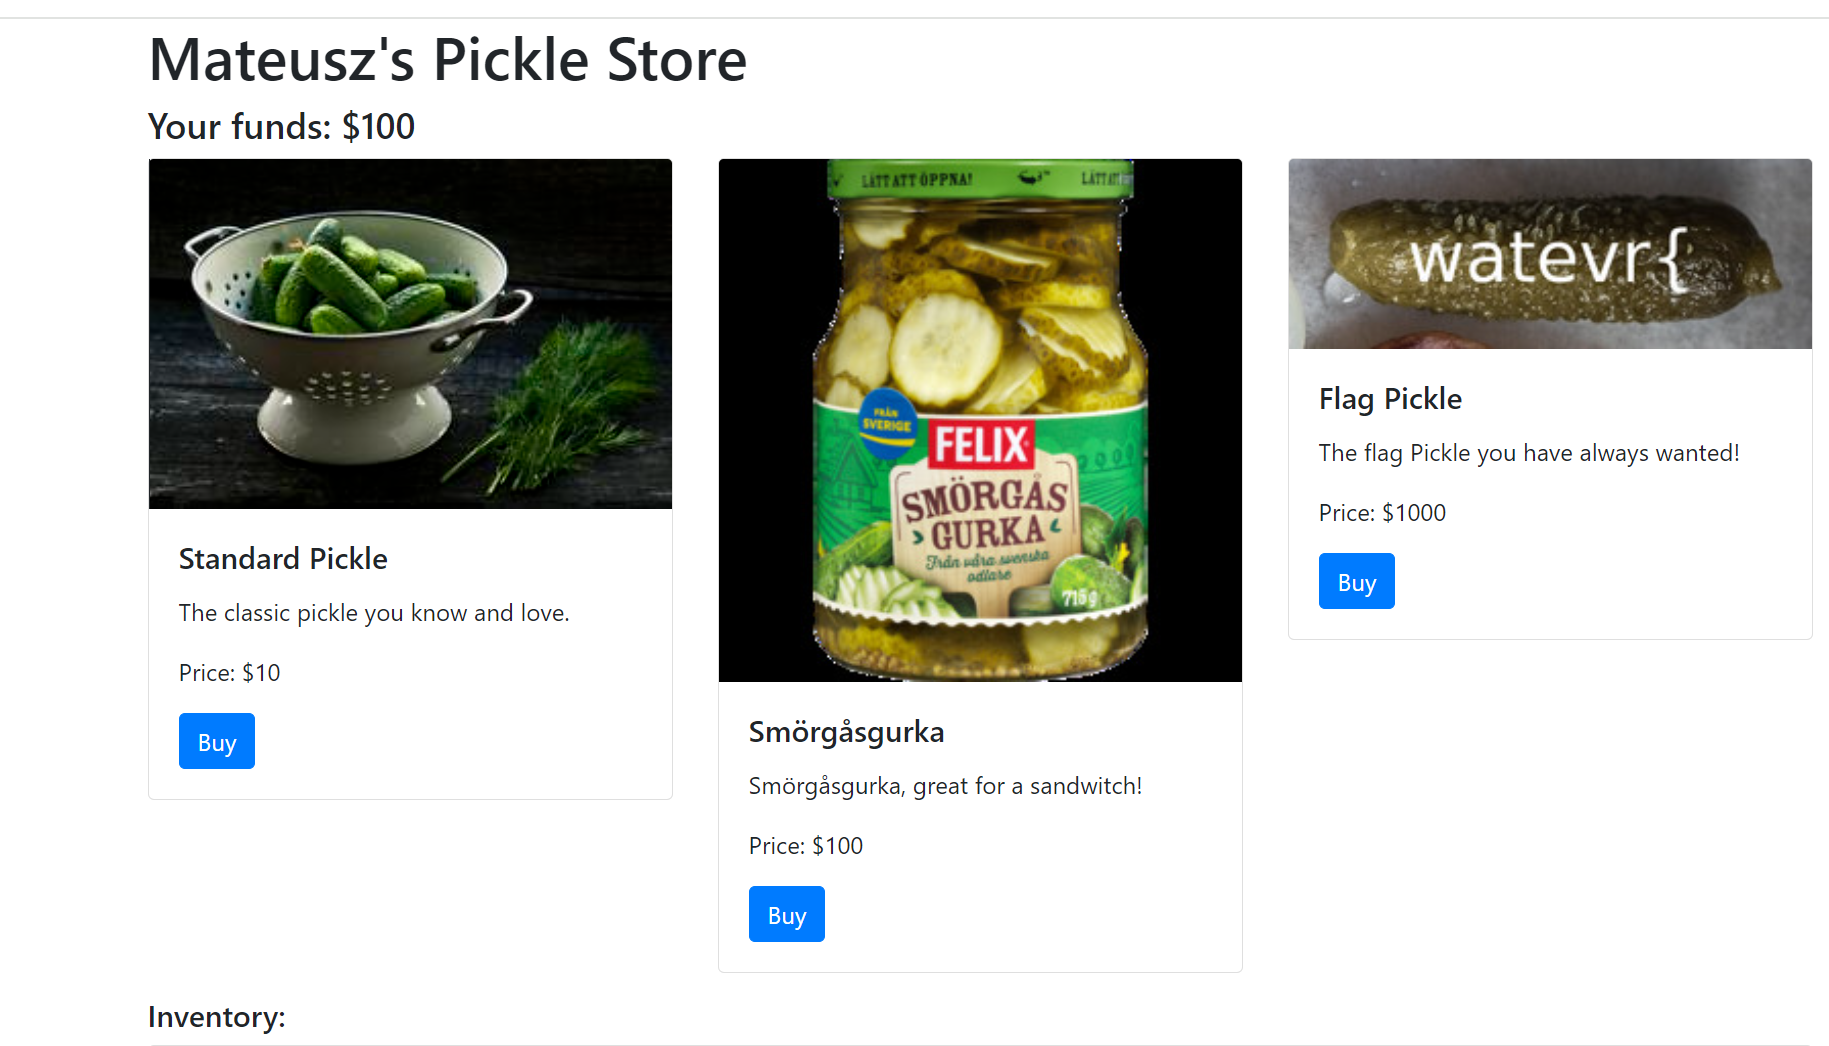 Mateusz's Pickle Store
Your funds: $100
LÄTT ATT ÖPPNA!
LÄTT ATT
FRÅN
SVERIGE
FELIX
SMÖRGÅS
GURKA
Från våra svenska
odlare
715g
watevr{
Standard Pickle
The classic pickle you know and love.
Price: $10
Buy
Smörgåsgurka
Smörgåsgurka, great for a sandwitch!
Price: $100
Buy
Flag Pickle
The flag Pickle you have always wanted!
Price: $1000
Buy
Inventory: